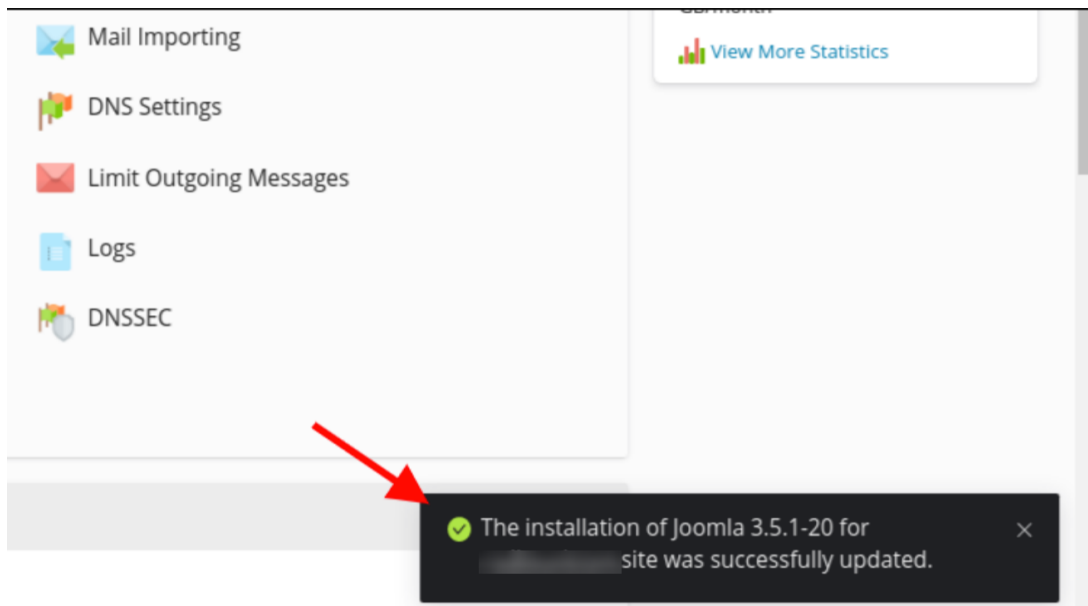 Mail Importing
View More Statistics
DNS Settings
Limit Outgoing Messages
Logs
DNSSEC
The installation of Joomla 3.5.1-20 for
site was successfully updated.